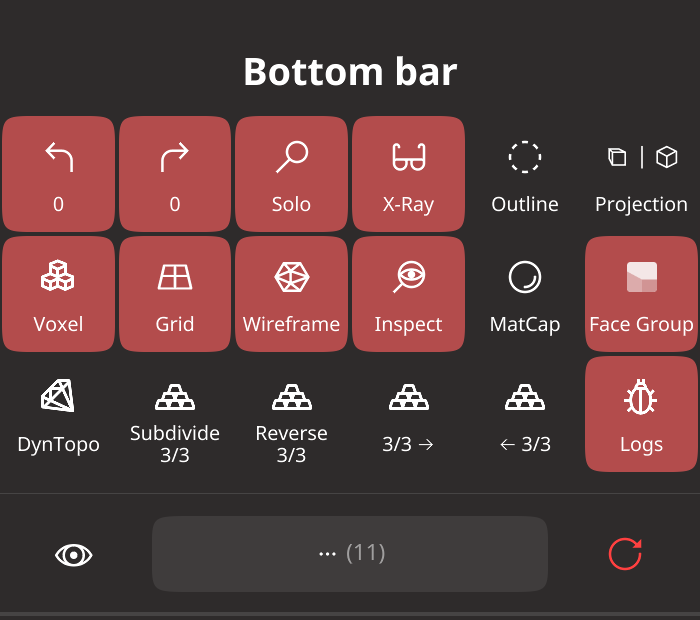 Bottom bar
0
0
Solo
X-Ray
Outline
Projection
Voxel
Grid
Wireframe
Inspect
MatCap
Face Group
DynTopo
Subdivide
3/3
Reverse
3/3
3/3 →
← 3/3
Logs
··· (11)